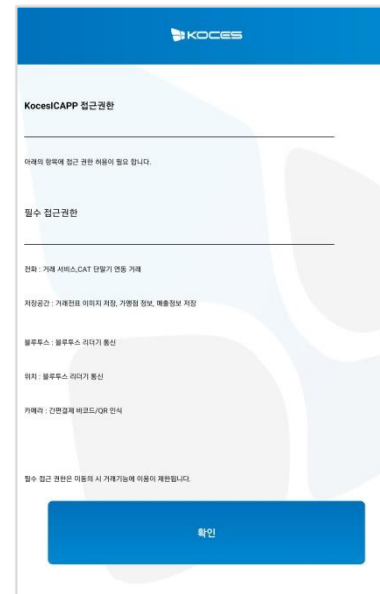 KOCES
KocesICAPP 접근권한
아래의 항목에 접근 권한 허용이 필요 합니다.
필수 접근권한
전화 : 거래 서비스,CAT 단말기 연동 거래
저장공간 : 거래전표 이미지 저장, 가맹점 정보, 매출정보 저장
블루투스 : 블루투스 리더기 통신
위치 : 블루투스 리더기 통신
카메라 : 간편결제 바코드/QR 인식
필수 접근 권한은 미동의 시 거래기능에 이용이 제한됩니다.
확인